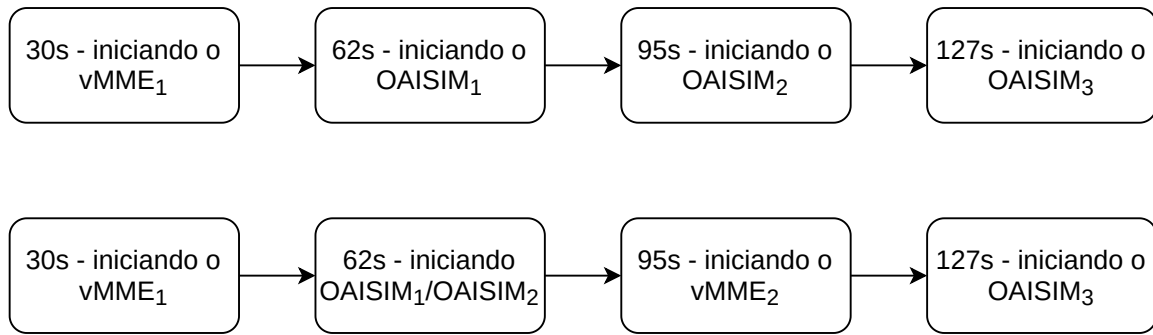 30s - iniciando o
vMME₁
62s - iniciando o
OAISIM₁
95s - iniciando o
OAISIM₂
127s - iniciando o
OAISIM₃
30s - iniciando o
vMME₁
62s - iniciando
OAISIM₁/OAISIM₂
95s - iniciando o
vMME₂
127s - iniciando o
OAISIM₃